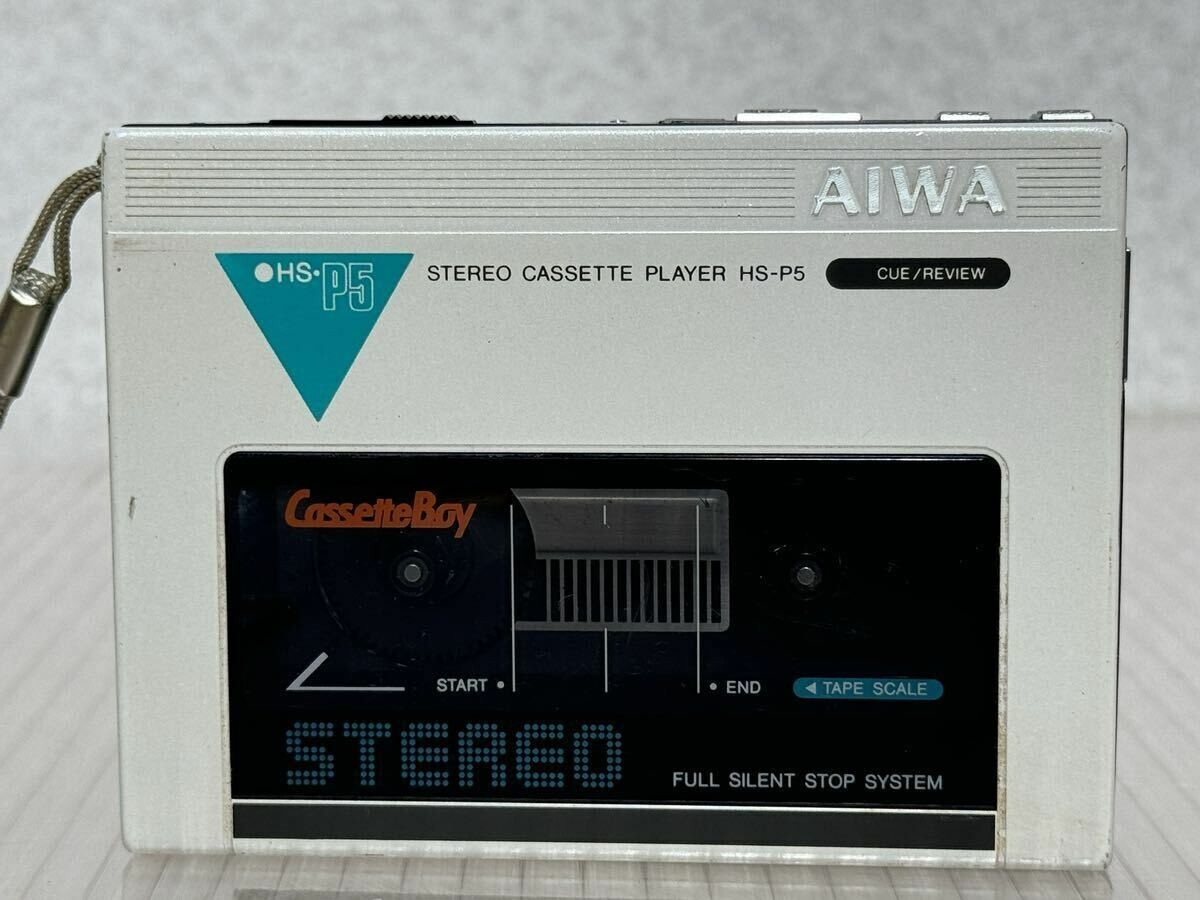 AIWA
HS·P5
STEREO CASSETTE PLAYER HS-P5
CUE/REVIEW
CassetteBoy
START • • END
◄ TAPE SCALE
STEREO
FULL SILENT STOP SYSTEM